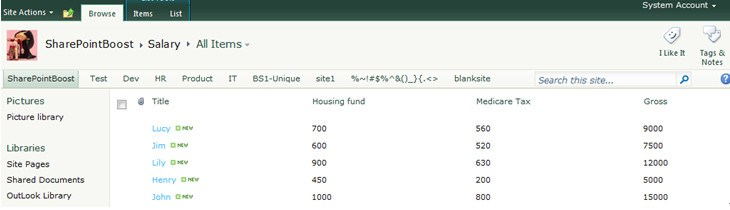 System Account
Site Actions Browse Items List
SharePointBoost Salary All Items
I Like It Tags & Notes
SharePointBoost Test Dev HR Product IT BS1-Unique site1 %~!#$%^&()_}{.<> blanksite Search this site...
Pictures
Picture library
Libraries
Site Pages
Shared Documents
OutLook Library
Title Housing fund Medicare Tax Gross
Lucy NEW 700 560 9000
Jim NEW 600 520 7500
Lily NEW 900 630 12000
Henry NEW 450 200 5000
John NEW 1000 800 15000